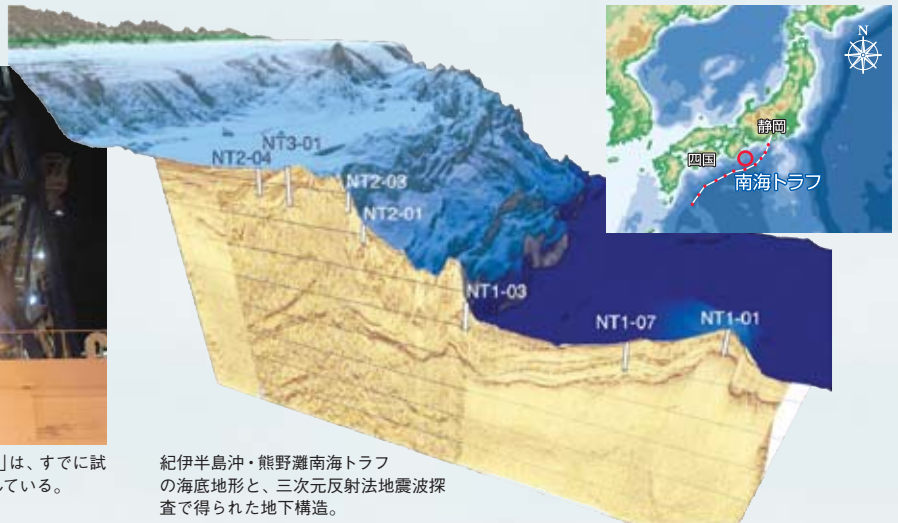 N
静岡
四国
南海トラフ
NT3-01
NT2-04
NT2-03
NT2-01
NT1-03
NT1-07
NT1-01
」は、すでに試
している。
紀伊半島沖・熊野灘南海トラフ
の海底地形と、三次元反射法地震波探
査で得られた地下構造。